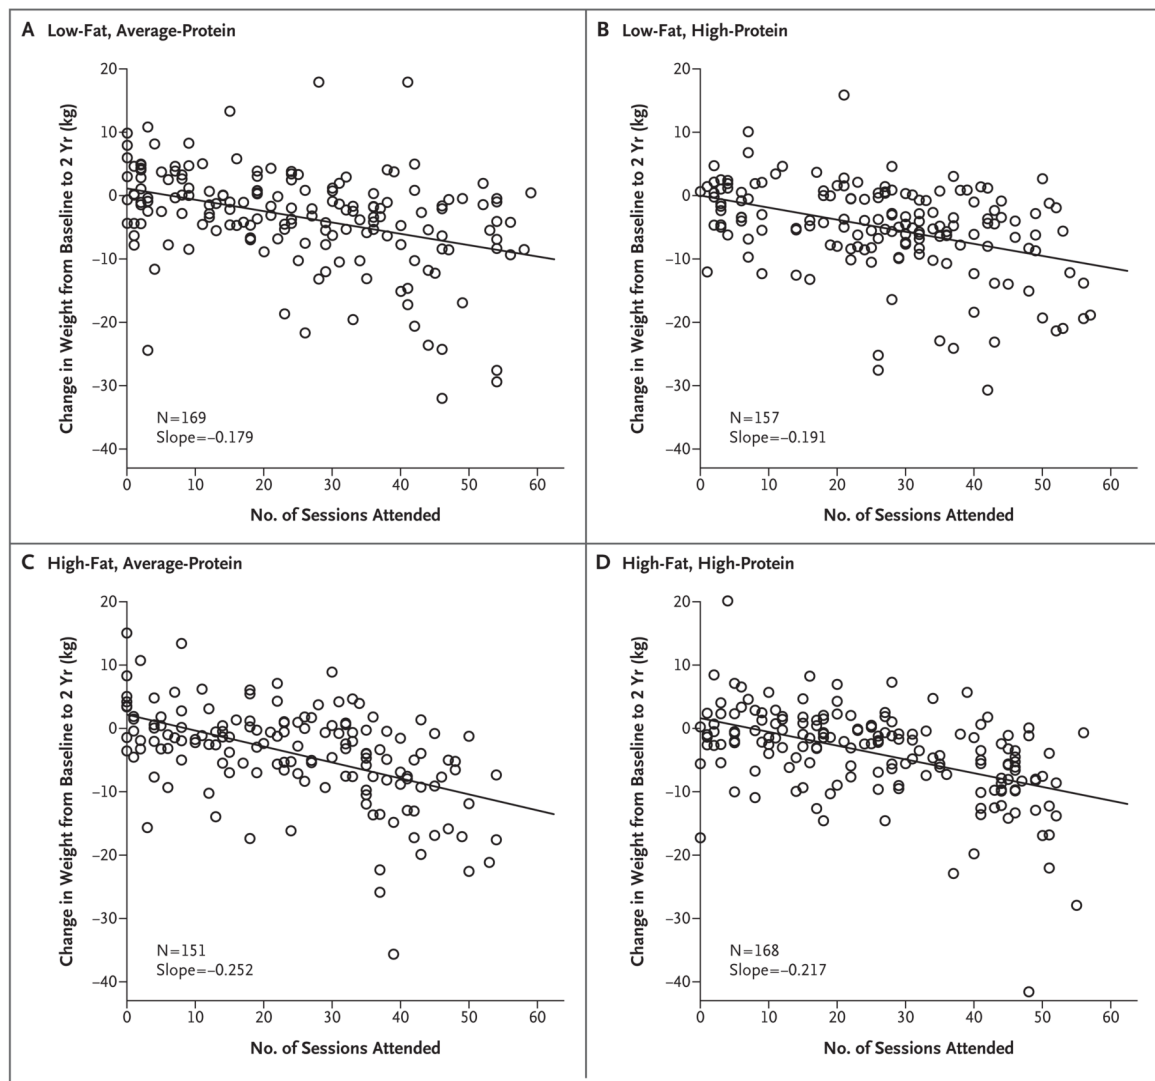 A Low-Fat, Average-Protein
20
10
0
–10
–20
–30
–40
Change in Weight from Baseline to 2 Yr (kg)
N=169
Slope=–0.179
0 10 20 30 40 50 60
No. of Sessions Attended
B Low-Fat, High-Protein
20
10
0
–10
–20
–30
–40
Change in Weight from Baseline to 2 Yr (kg)
N=157
Slope=–0.191
0 10 20 30 40 50 60
No. of Sessions Attended
C High-Fat, Average-Protein
20
10
0
–10
–20
–30
–40
Change in Weight from Baseline to 2 Yr (kg)
N=151
Slope=–0.252
0 10 20 30 40 50 60
No. of Sessions Attended
D High-Fat, High-Protein
20
10
0
–10
–20
–30
–40
Change in Weight from Baseline to 2 Yr (kg)
N=168
Slope=–0.217
0 10 20 30 40 50 60
No. of Sessions Attended